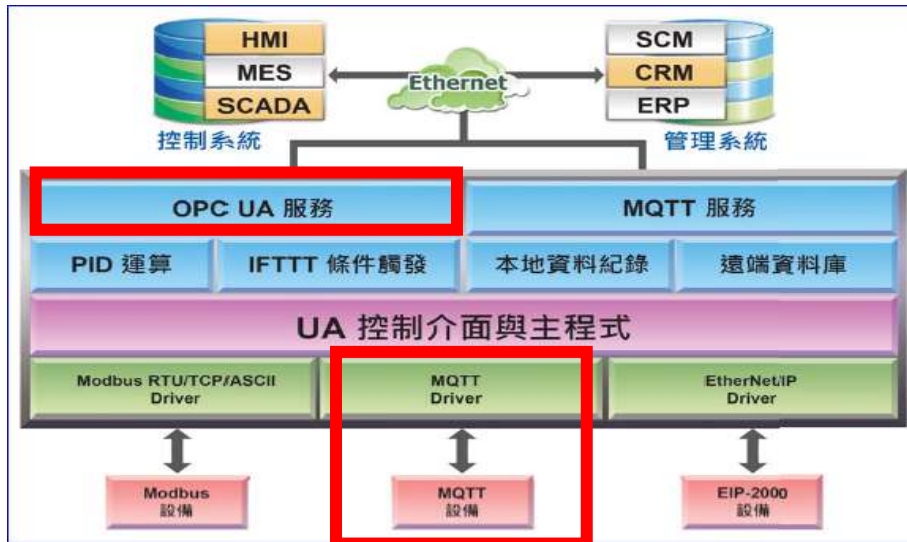 HMI
MES
SCADA
控制系統
Ethernet
SCM
CRM
ERP
管理系統
OPC UA 服務
MQTT 服務
PID 運算
IFTTT 條件觸發
本地資料紀錄
遠端資料庫
UA 控制介面與主程式
Modbus RTU/TCP/ASCII
Driver
MQTT
Driver
EtherNet/IP
Driver
Modbus
設備
MQTT
設備
EIP-2000
設備